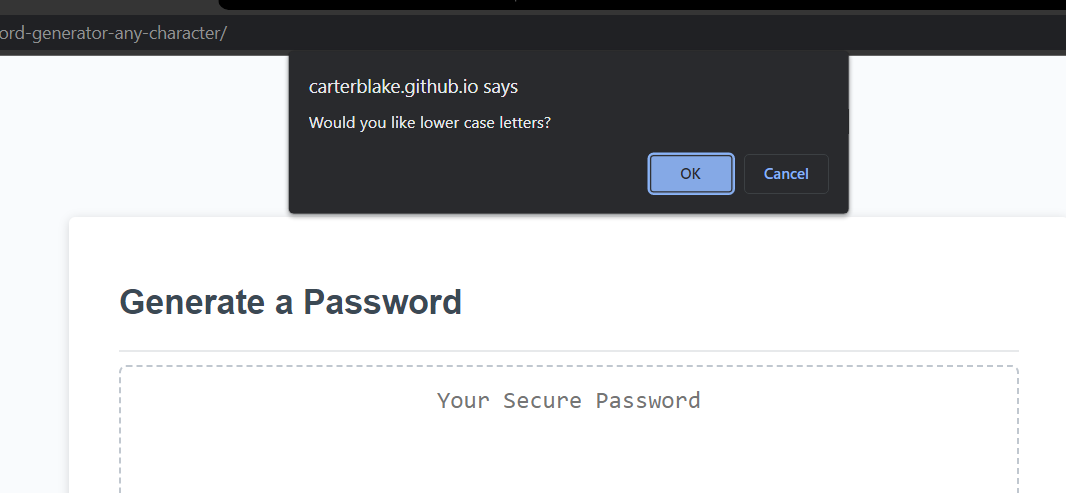 ord-generator-any-character/
carterblake.github.io says
Would you like lower case letters?
OK
Cancel
Generate a Password
Your Secure Password